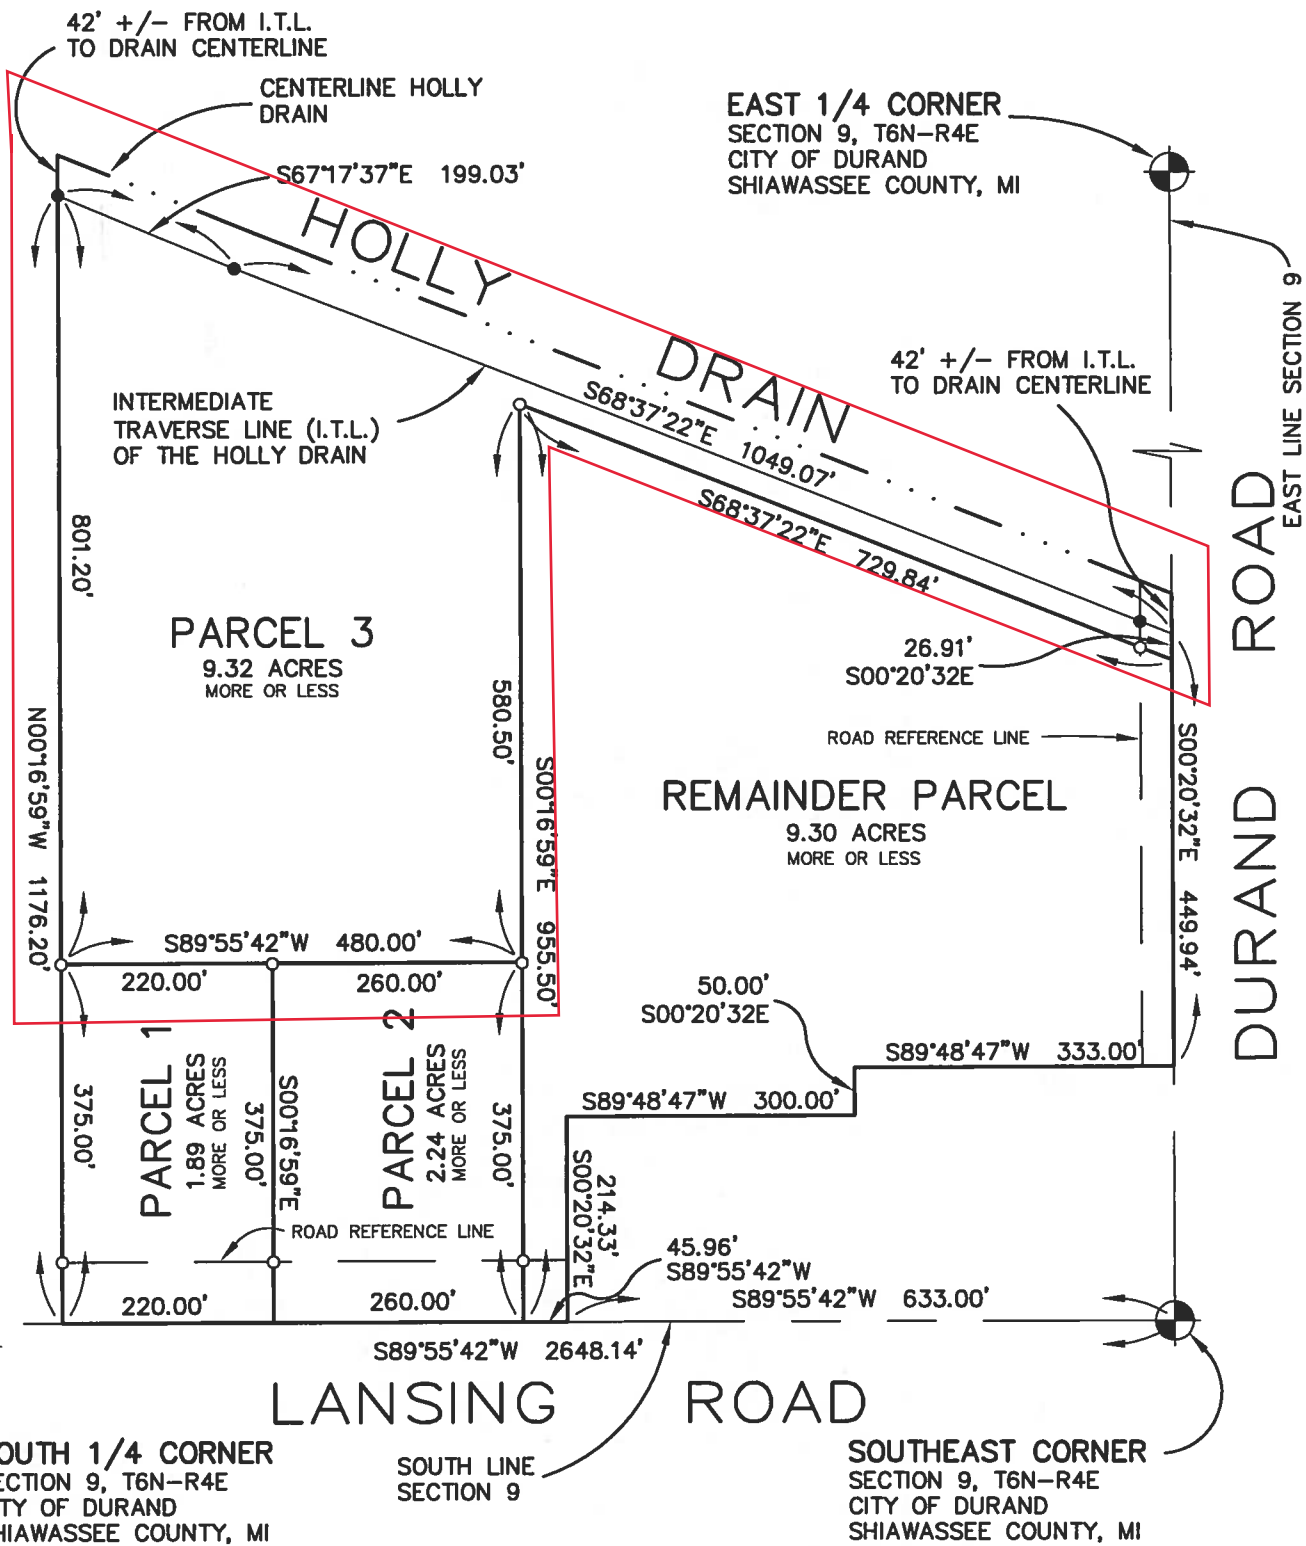 42' +/- FROM I.T.L.
TO DRAIN CENTERLINE
CENTERLINE HOLLY
DRAIN
S67°17'37"E 199.03'
EAST 1/4 CORNER
SECTION 9, T6N-R4E
CITY OF DURAND
SHIAWASSEE COUNTY, MI
HOLLY DRAIN
EAST LINE SECTION 9
42' +/- FROM I.T.L.
TO DRAIN CENTERLINE
INTERMEDIATE
TRAVERSE LINE (I.T.L.)
OF THE HOLLY DRAIN
S68°37'22"E 1049.07'
S68°37'22"E 729.84'
801.20'
PARCEL 3
9.32 ACRES
MORE OR LESS
26.91'
S00°20'32E
580.50'
N00°16'59"W 1176.20'
S00°16'59"E 955.50'
ROAD REFERENCE LINE
REMAINDER PARCEL
9.30 ACRES
MORE OR LESS
S00°20'32"E 449.94'
DURAND ROAD
S89°55'42"W 480.00'
220.00'
260.00'
50.00'
S00°20'32E
S89°48'47"W 333.00'
S89°48'47"W 300.00'
375.00'
PARCEL 1
1.89 ACRES
MORE OR LESS
375.00'
S00°16'59"E
PARCEL 2
2.24 ACRES
MORE OR LESS
375.00'
214.33'
S00°20'32"E
ROAD REFERENCE LINE
45.96'
S89°55'42"W
S89°55'42"W 633.00'
220.00'
260.00'
S89°55'42"W 2648.14'
LANSING ROAD
OUTH 1/4 CORNER
ECTION 9, T6N-R4E
TY OF DURAND
HIAWASSEE COUNTY, MI
SOUTH LINE
SECTION 9
SOUTHEAST CORNER
SECTION 9, T6N-R4E
CITY OF DURAND
SHIAWASSEE COUNTY, MI